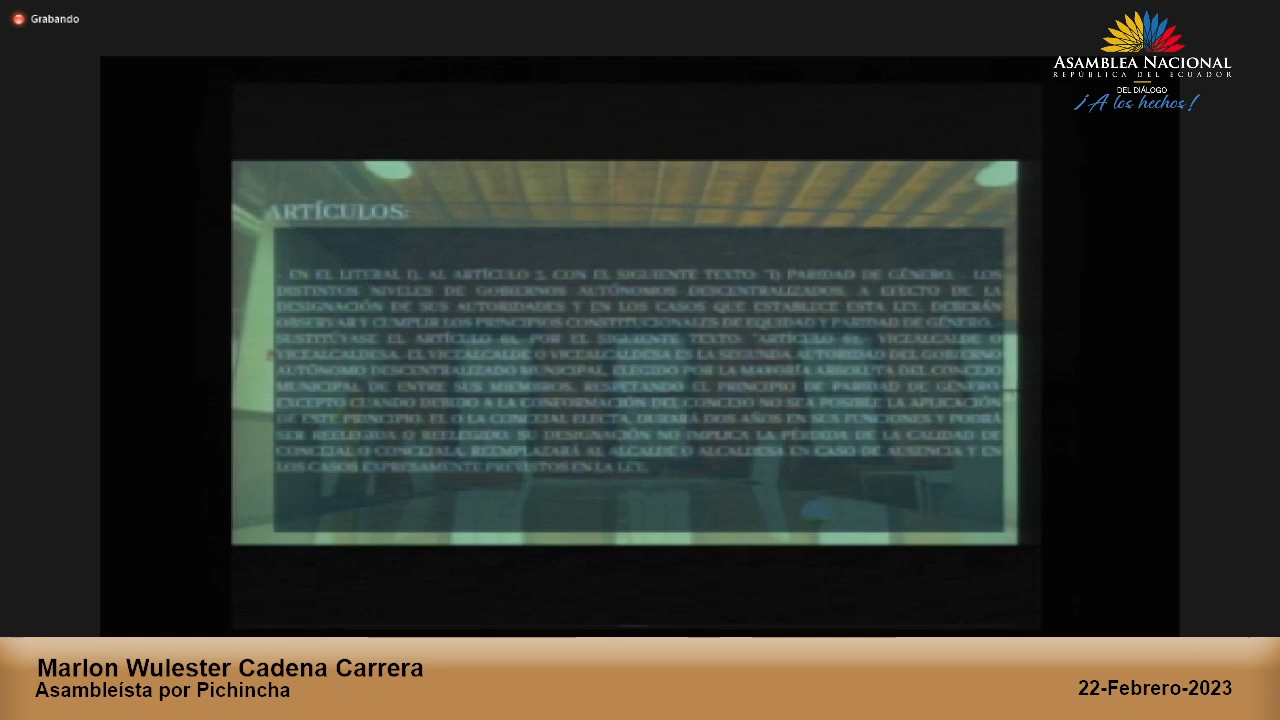 Grabando
ASAMBLEA NACIONAL
REPÚBLICA DEL ECUADOR
DEL DIÁLOGO
¡A los hechos!
ARTÍCULOS:
- EN EL LITERAL I), AL ARTÍCULO 3, CON EL SIGUIENTE TEXTO: "I) PARIDAD DE GÉNERO. - LOS
DISTINTOS NIVELES DE GOBIERNOS AUTÓNOMOS DESCENTRALIZADOS, A EFECTO DE LA
DESIGNACIÓN DE SUS AUTORIDADES Y EN LOS CASOS QUE ESTABLECE ESTA LEY, DEBERÁN
OBSERVAR Y CUMPLIR LOS PRINCIPIOS CONSTITUCIONALES DE EQUIDAD Y PARIDAD DE GÉNERO.
SUSTITÚYASE EL ARTÍCULO 61, POR EL SIGUIENTE TEXTO: "ARTÍCULO 61.- VICEALCALDE O
VICEALCALDESA. EL VICEALCALDE O VICEALCALDESA ES LA SEGUNDA AUTORIDAD DEL GOBIERNO
AUTÓNOMO DESCENTRALIZADO MUNICIPAL, ELEGIDO POR LA MAYORÍA ABSOLUTA DEL CONCEJO
MUNICIPAL DE ENTRE SUS MIEMBROS, RESPETANDO EL PRINCIPIO DE PARIDAD DE GÉNERO
EXCEPTO CUANDO DEBIDO A LA CONFORMACIÓN DEL CONCEJO NO SEA POSIBLE LA APLICACIÓN
DE ESTE PRINCIPIO. EL O LA CONCEJAL ELECTA, DURARÁ DOS AÑOS EN SUS FUNCIONES Y PODRÁ
SER REELEGIDA O REELEGIDO. SU DESIGNACIÓN NO IMPLICA LA PÉRDIDA DE LA CALIDAD DE
CONCEJAL O CONCEJALA. REEMPLAZARÁ AL ALCALDE O ALCALDESA EN CASO DE AUSENCIA Y EN
LOS CASOS EXPRESAMENTE PREVISTOS EN LA LEY.
Marlon Wulester Cadena Carrera
Asambleísta por Pichincha
22-Febrero-2023